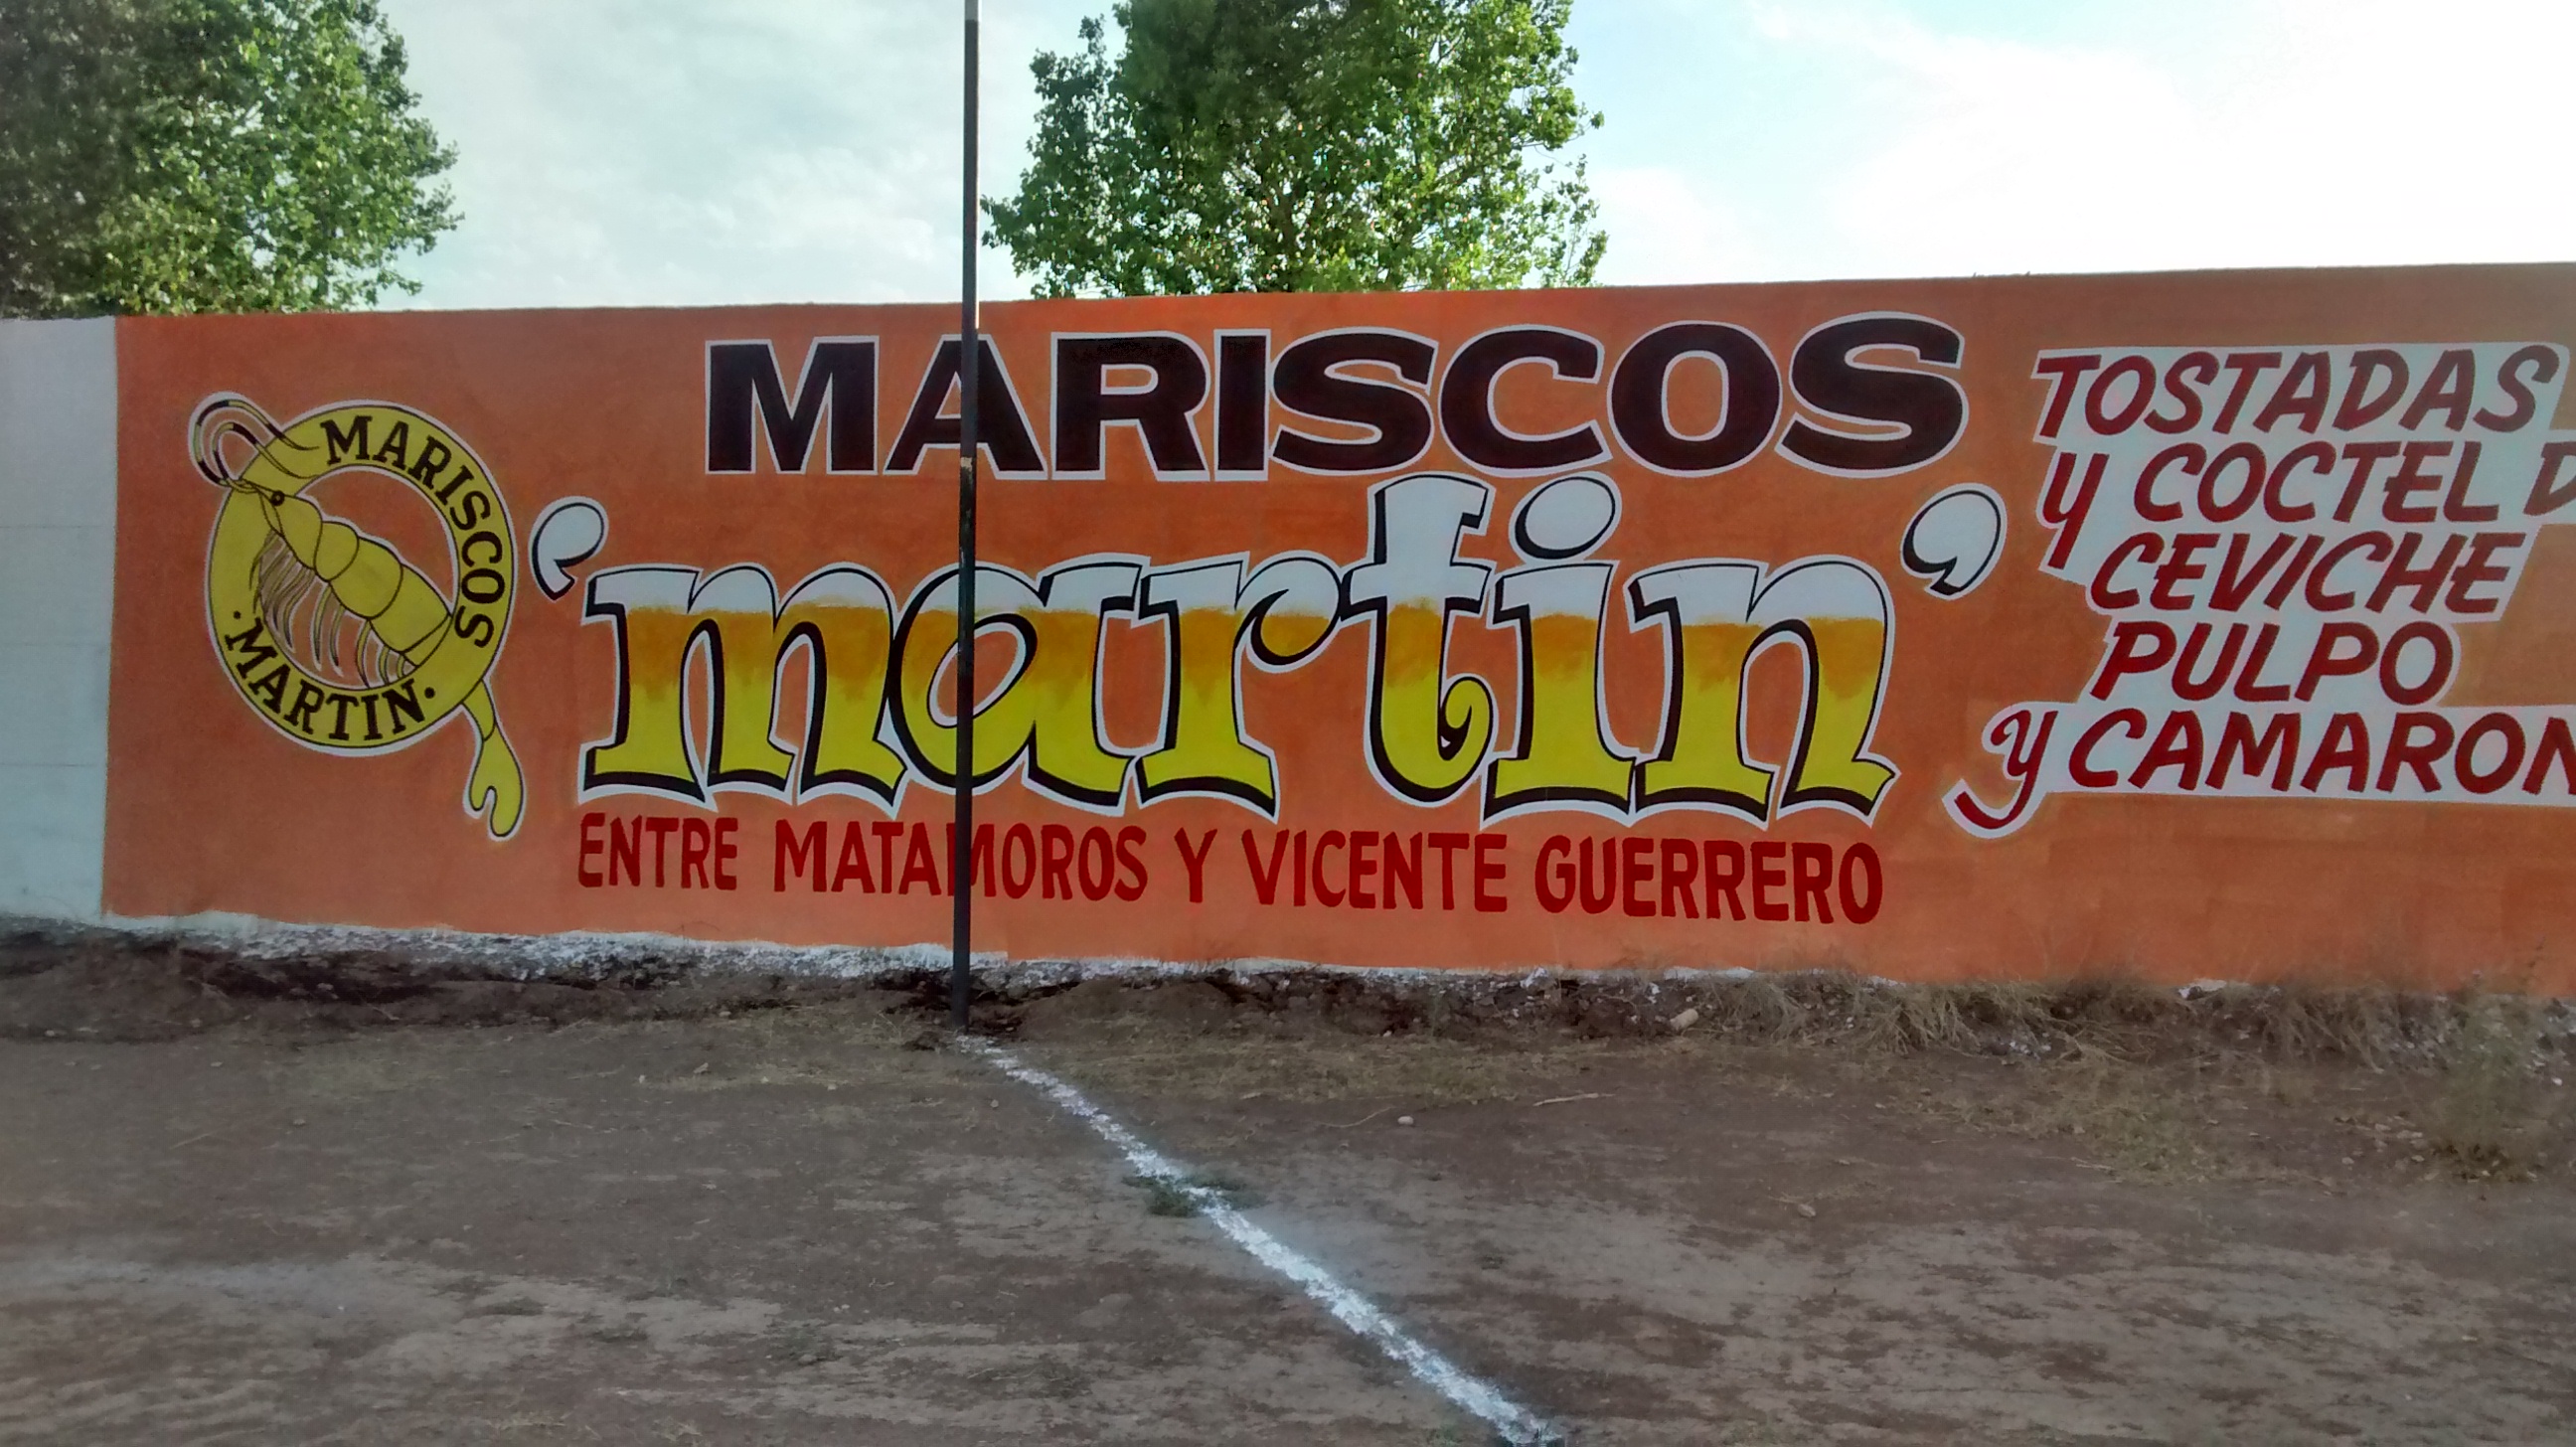 MARISCOS
· MARTIN ·
MARISCOS
'martin'
ENTRE MATAMOROS Y VICENTE GUERRERO
TOSTADAS
y COCTEL D
CEVICHE
PULPO
y CAMARON